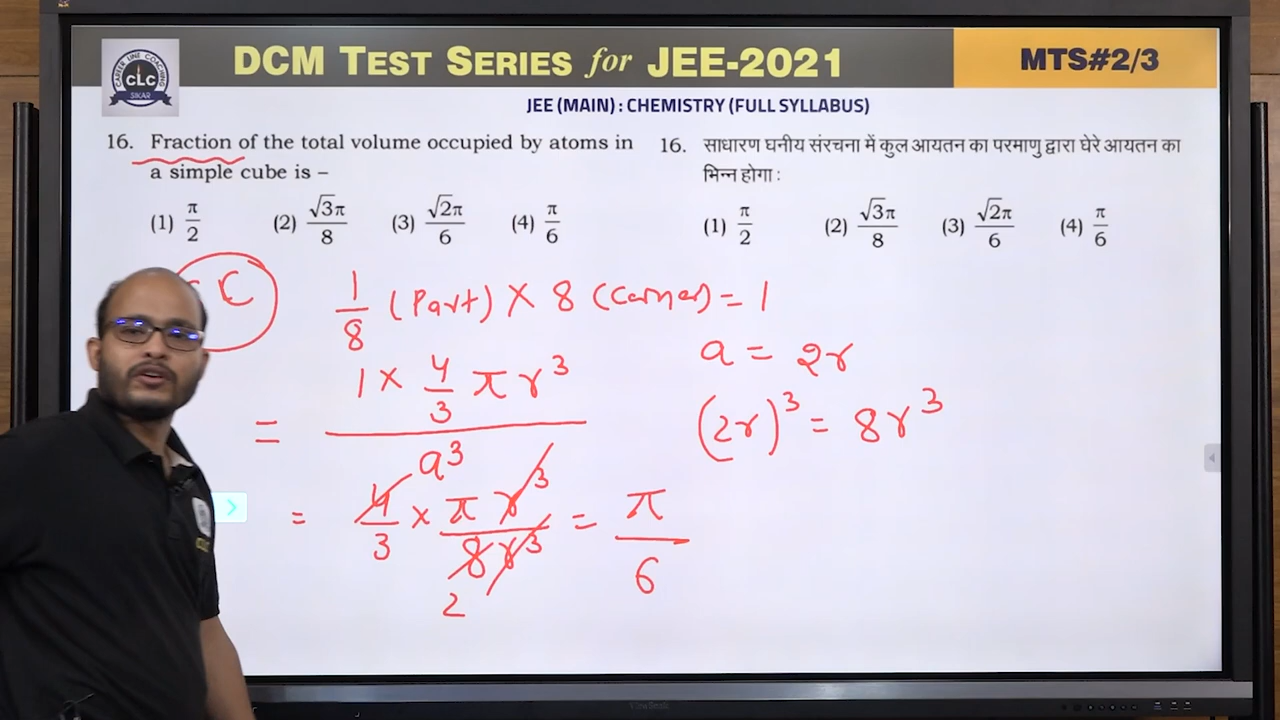 CAREER LINE COACHING
CLC
SIKAR
DCM TEST SERIES for JEE-2021
MTS#2/3
JEE (MAIN) : CHEMISTRY (FULL SYLLABUS)
16. Fraction of the total volume occupied by atoms in
a simple cube is –
(1) π/2 (2) √3π/8 (3) √2π/6 (4) π/6
16. साधारण घनीय संरचना में कुल आयतन का परमाणु द्वारा घेरे आयतन का
भिन्न होगा :
(1) π/2 (2) √3π/8 (3) √2π/6 (4) π/6
C
1/8 (Part) × 8 (Corner) = 1
a = 2r
= 1 × 4/3 π r³ / a³
(2r)³ = 8r³
= 4/3 × π r³ / 8r³ = π/6
2
ViewSonic